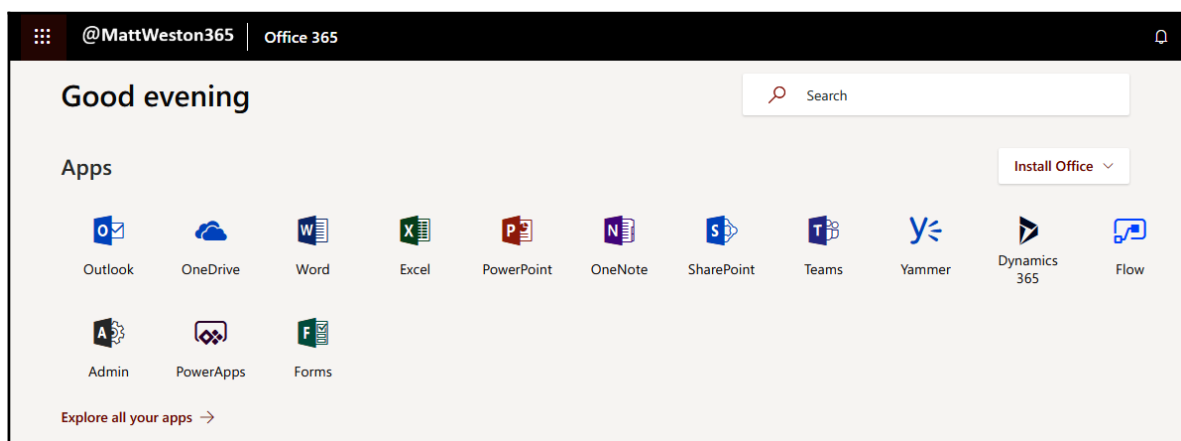 @MattWeston365 Office 365
Good evening
Search
Apps
Install Office
Outlook OneDrive Word Excel PowerPoint OneNote SharePoint Teams Yammer Dynamics 365 Flow
Admin PowerApps Forms
Explore all your apps →